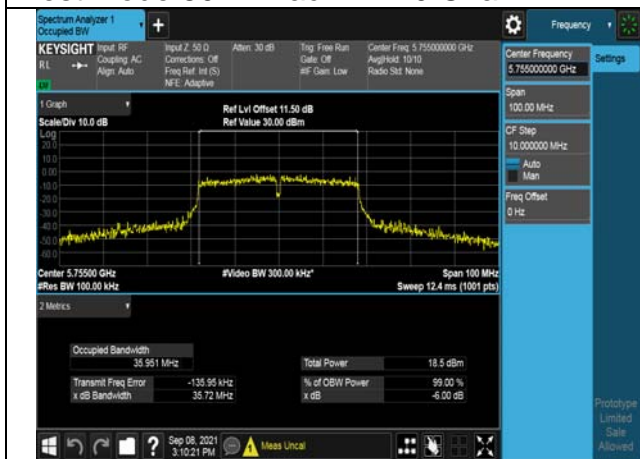 Spectrum Analyzer 1
Occupied BW
+
Frequency
KEYSIGHT
RL
Input: RF
Coupling: AC
Align: Auto
Input Z: 50 Ω
Corrections: Off
Freq Ref: Int (S)
NFE: Adaptive
Atten: 30 dB
Trig: Free Run
Gate: Off
#IF Gain: Low
Center Freq: 5.755000000 GHz
Avg|Hold: 10/10
Radio Std: None
Center Frequency
5.755000000 GHz
Settings
Span
100.00 MHz
CF Step
10.000000 MHz
Auto
Man
Freq Offset
0 Hz
1 Graph
Scale/Div 10.0 dB
Ref Lvl Offset 11.50 dB
Ref Value 30.00 dBm
Log
20.0
10.0
0.00
-10.0
-20.0
-30.0
-40.0
-50.0
-60.0
Center 5.75500 GHz
#Video BW 300.00 kHz*
Span 100 MHz
#Res BW 100.00 kHz
Sweep 12.4 ms (1001 pts)
2 Metrics
Occupied Bandwidth
35.951 MHz
Total Power
18.5 dBm
Transmit Freq Error
-135.95 kHz
% of OBW Power
99.00 %
x dB Bandwidth
35.72 MHz
x dB
-6.00 dB
Prototype
Limited
Sale
Allowed
?
Sep 08, 2021
3:10:21 PM
Meas Uncal